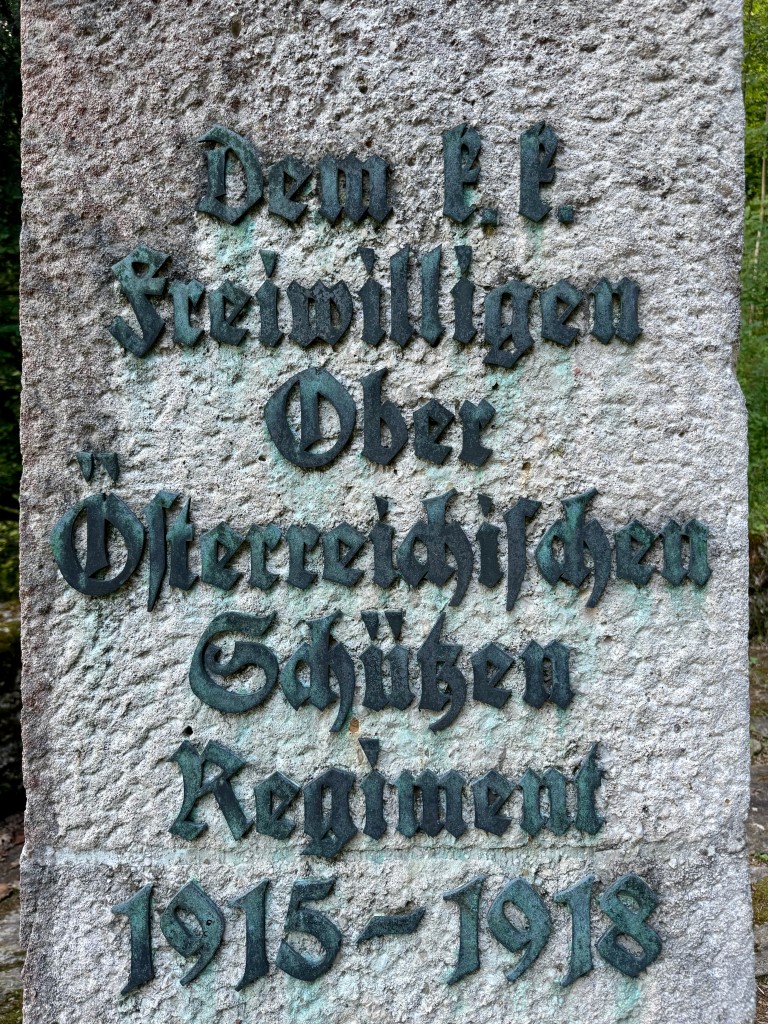 Dem k. k.
Freiwilligen
Ober
Öſterreichiſchen
Schützen
Regiment
1915–1918